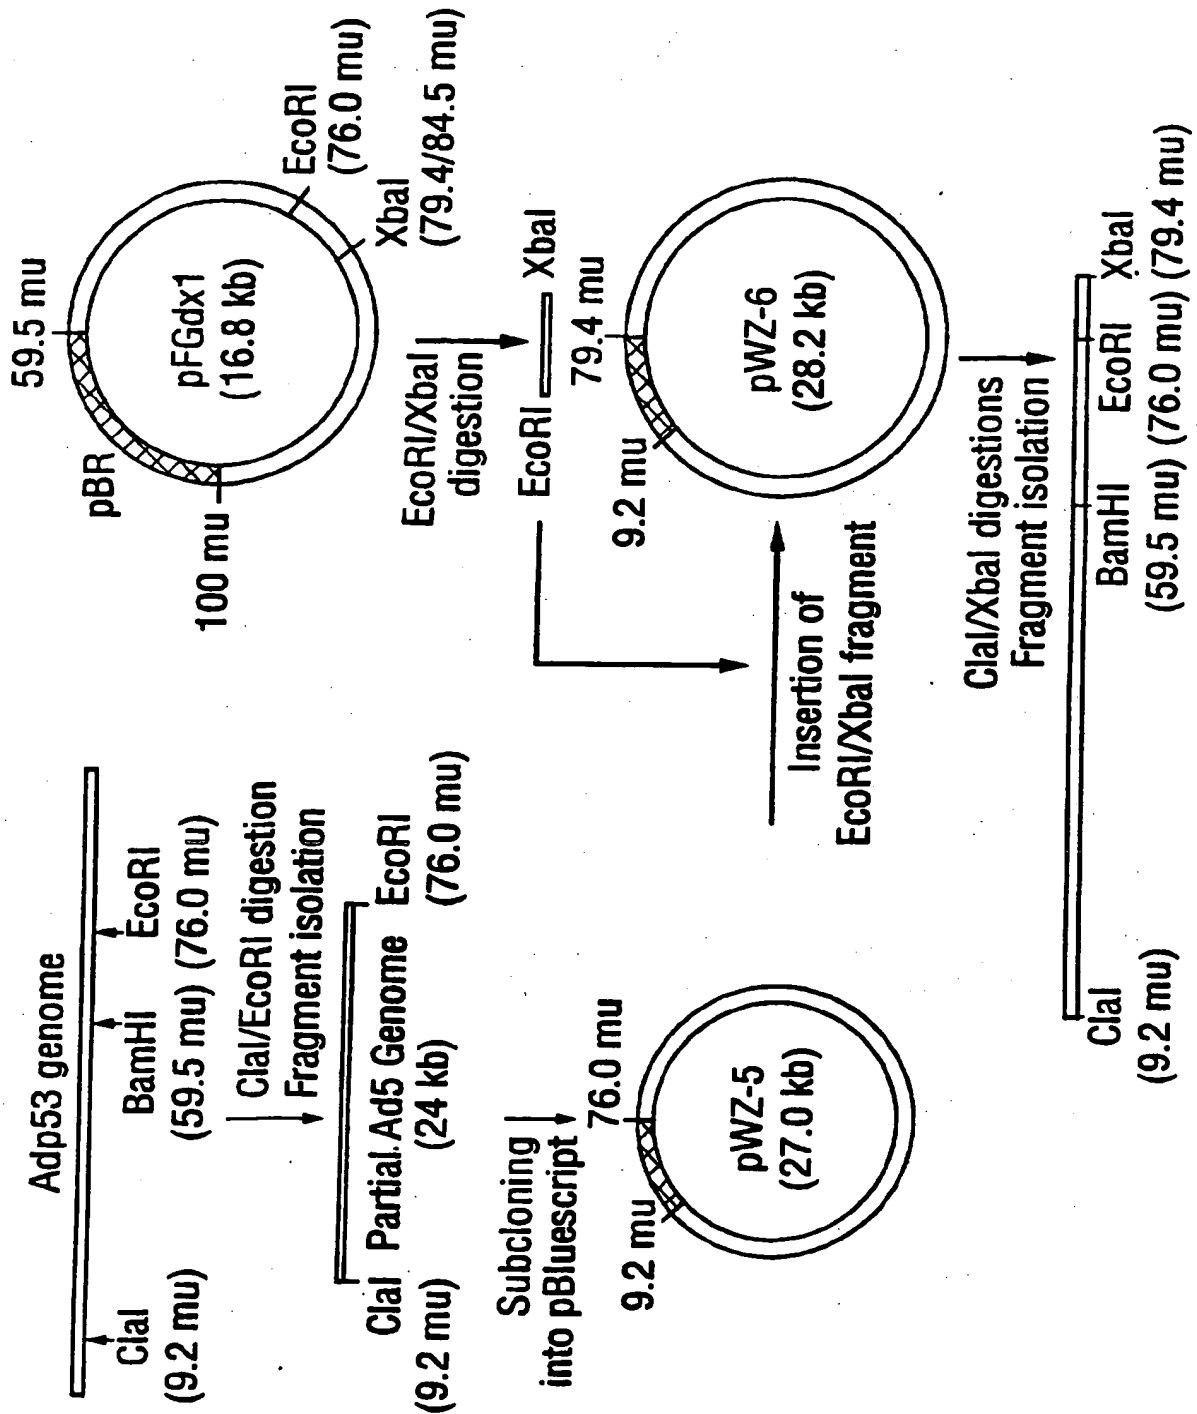 Adp53 genome
ClaI
(9.2 mu)
BamHI
(59.5 mu)
EcoRI
(76.0 mu)
ClaI/EcoRI digestion
Fragment isolation
ClaI
(9.2 mu)
Partial Ad5 Genome
(24 kb)
EcoRI
(76.0 mu)
Subcloning
into pBluescript
76.0 mu
9.2 mu
pWZ-5
(27.0 kb)
59.5 mu
pBR
100 mu
pFGdx1
(16.8 kb)
EcoRI
(76.0 mu)
XbaI
(79.4/84.5 mu)
EcoRI/XbaI
digestion
EcoRI
XbaI
Insertion of
EcoRI/XbaI fragment
79.4 mu
9.2 mu
pWZ-6
(28.2 kb)
ClaI/XbaI digestions
Fragment isolation
ClaI
(9.2 mu)
BamHI
(59.5 mu)
EcoRI
(76.0 mu)
XbaI
(79.4 mu)